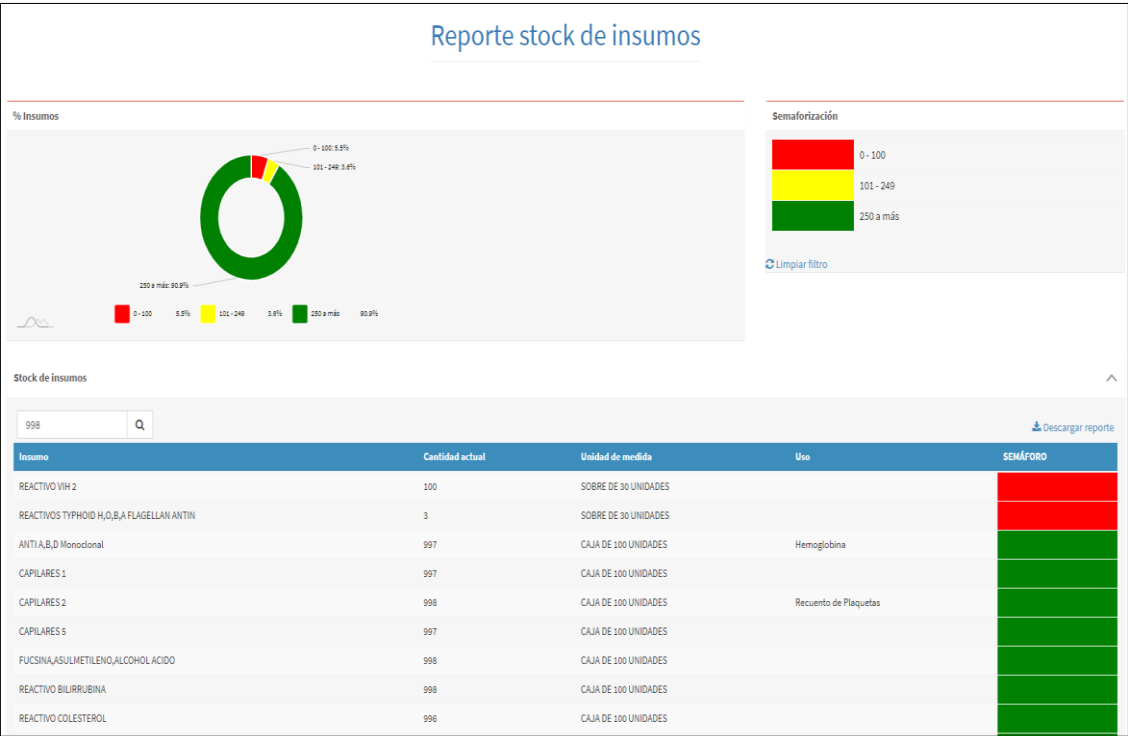 Reporte stock de insumos
% Insumos
0 - 100: 5.5%
101 - 249: 3.6%
250 a más: 90.9%
0 - 100 5.5% 101 - 249 3.6% 250 a más 90.9%
Semaforización
0 - 100
101 - 249
250 a más
Limpiar filtro
Stock de insumos
998
Descargar reporte
Insumo Cantidad actual Unidad de medida Uso SEMÁFORO
REACTIVO VIH 2 100 SOBRE DE 30 UNIDADES
REACTIVOS TYPHOID H,O,B,A FLAGELLAN ANTIN 3 SOBRE DE 30 UNIDADES
ANTI A,B,D Monoclonal 997 CAJA DE 100 UNIDADES Hemoglobina
CAPILARES 1 997 CAJA DE 100 UNIDADES
CAPILARES 2 998 CAJA DE 100 UNIDADES Recuento de Plaquetas
CAPILARES 5 997 CAJA DE 100 UNIDADES
FUCSINA,ASULMETILENO,ALCOHOL ACIDO 998 CAJA DE 100 UNIDADES
REACTIVO BILIRRUBINA 998 CAJA DE 100 UNIDADES
REACTIVO COLESTEROL 996 CAJA DE 100 UNIDADES